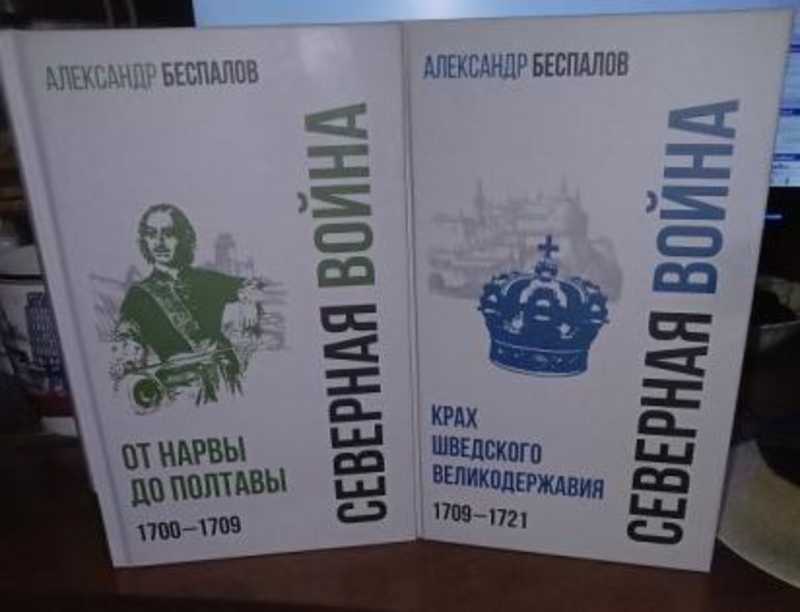 АЛЕКСАНДР БЕСПАЛОВ
СЕВЕРНАЯ ВОЙНА
ОТ НАРВЫ
ДО ПОЛТАВЫ
1700–1709
АЛЕКСАНДР БЕСПАЛОВ
СЕВЕРНАЯ ВОЙНА
КРАХ
ШВЕДСКОГО
ВЕЛИКОДЕРЖАВИЯ
1709–1721